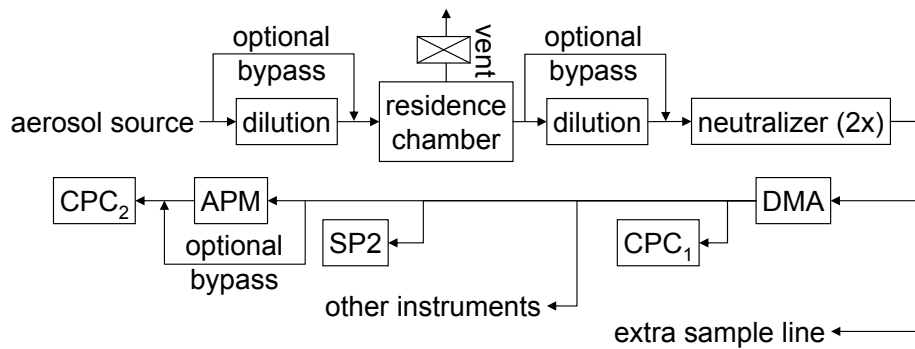 optional
bypass
vent
optional
bypass
aerosol source
dilution
residence
chamber
dilution
neutralizer (2x)
CPC₂
APM
DMA
optional
bypass
SP2
CPC₁
other instruments
extra sample line